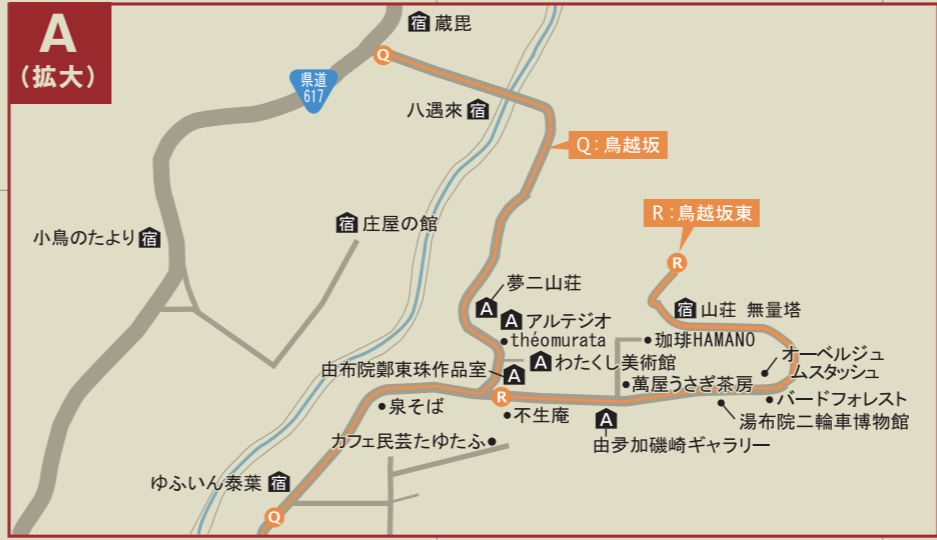 A
(拡大)
宿 蔵毘
Q
県道
617
八遇來 宿
Q:鳥越坂
R:鳥越坂東
R
小鳥のたより 宿
宿 庄屋の館
夢二山荘
A
A アルテジオ
théomurata
宿 山荘 無量塔
珈琲HAMANO
オーベルジュ
ムスタッシュ
A わたくし美術館
由布院鄭東珠作品室 A
萬屋うさぎ茶房
R
バードフォレスト
泉そば
不生庵
湯布院二輪車博物館
A
由夛加磯崎ギャラリー
カフェ民芸たゆたふ
ゆふいん泰葉 宿
Q